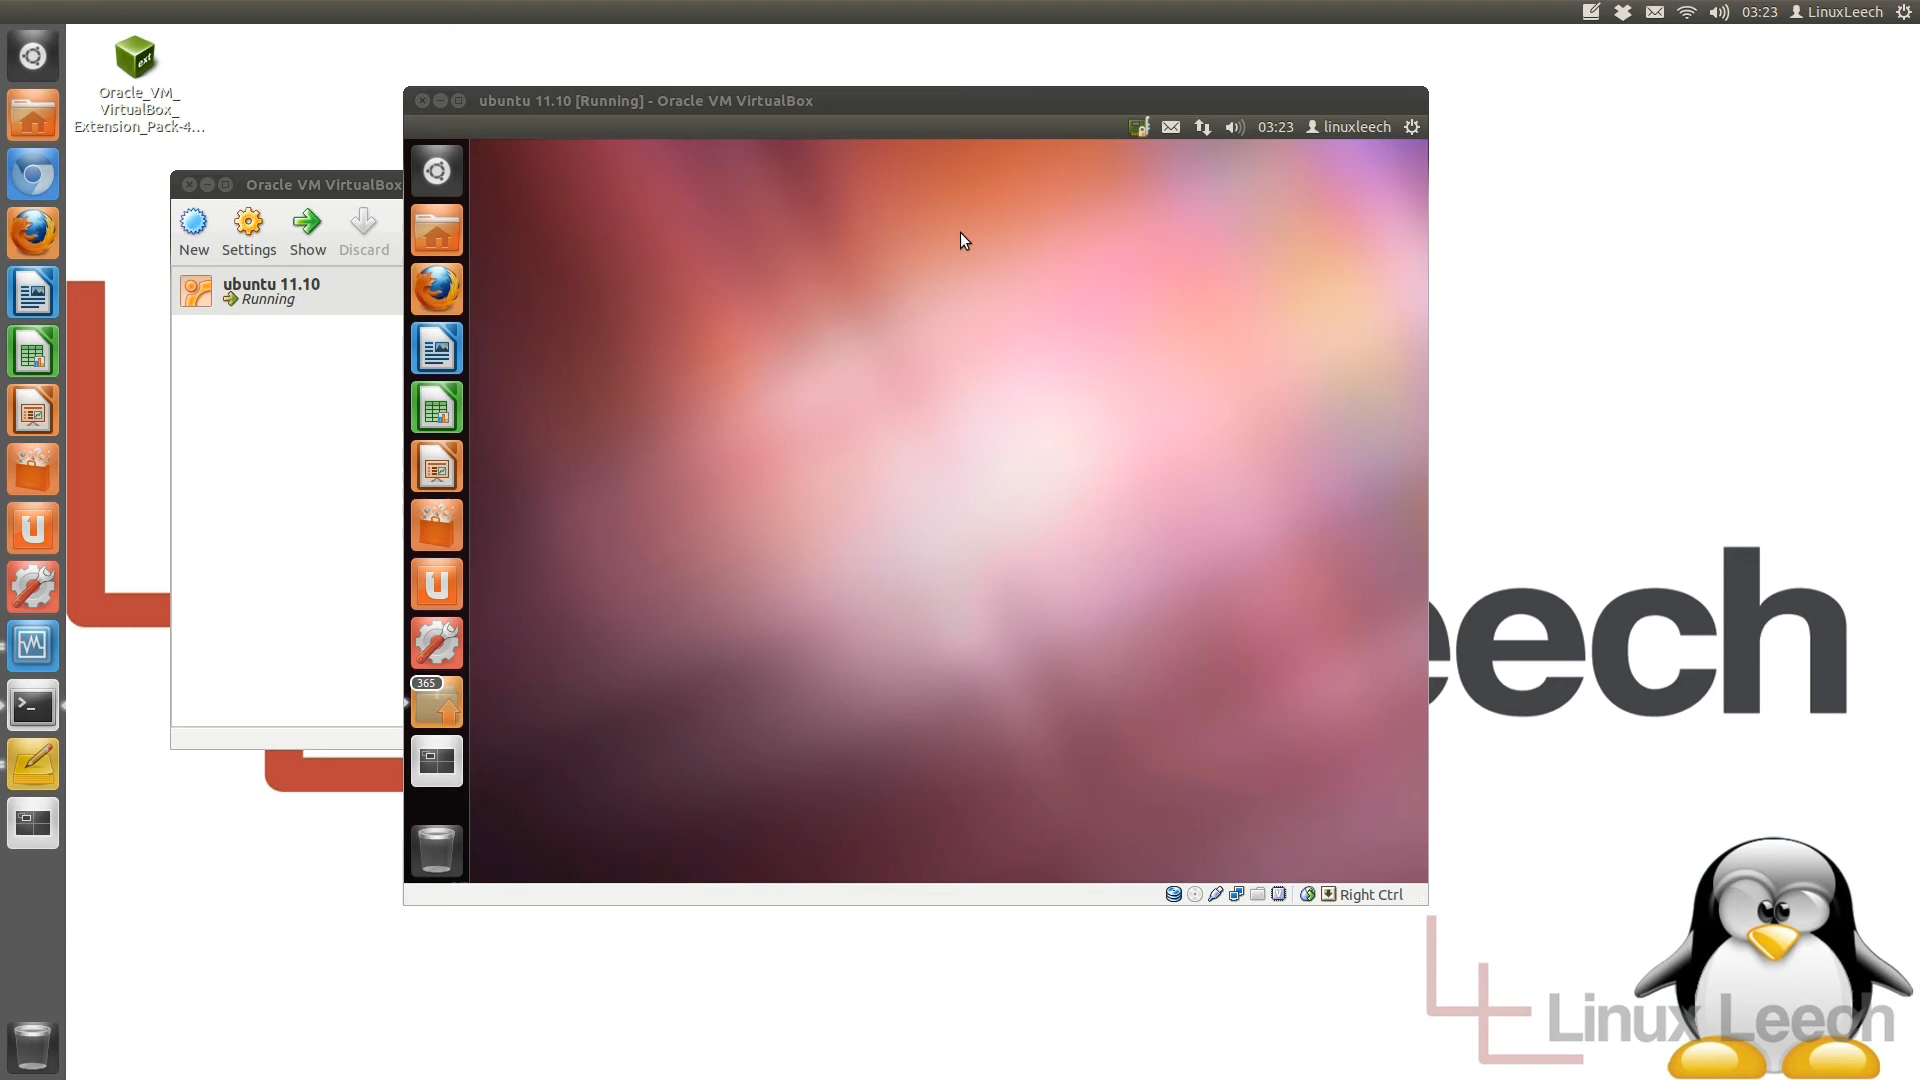 03:23 LinuxLeech
ext
Oracle_VM_
VirtualBox_
Extension_Pack-4...
ubuntu 11.10 [Running] - Oracle VM VirtualBox
03:23 linuxleech
Oracle VM VirtualBox
New Settings Show Discard
ubuntu 11.10
Running
365
eech
Right Ctrl
Linux Leech